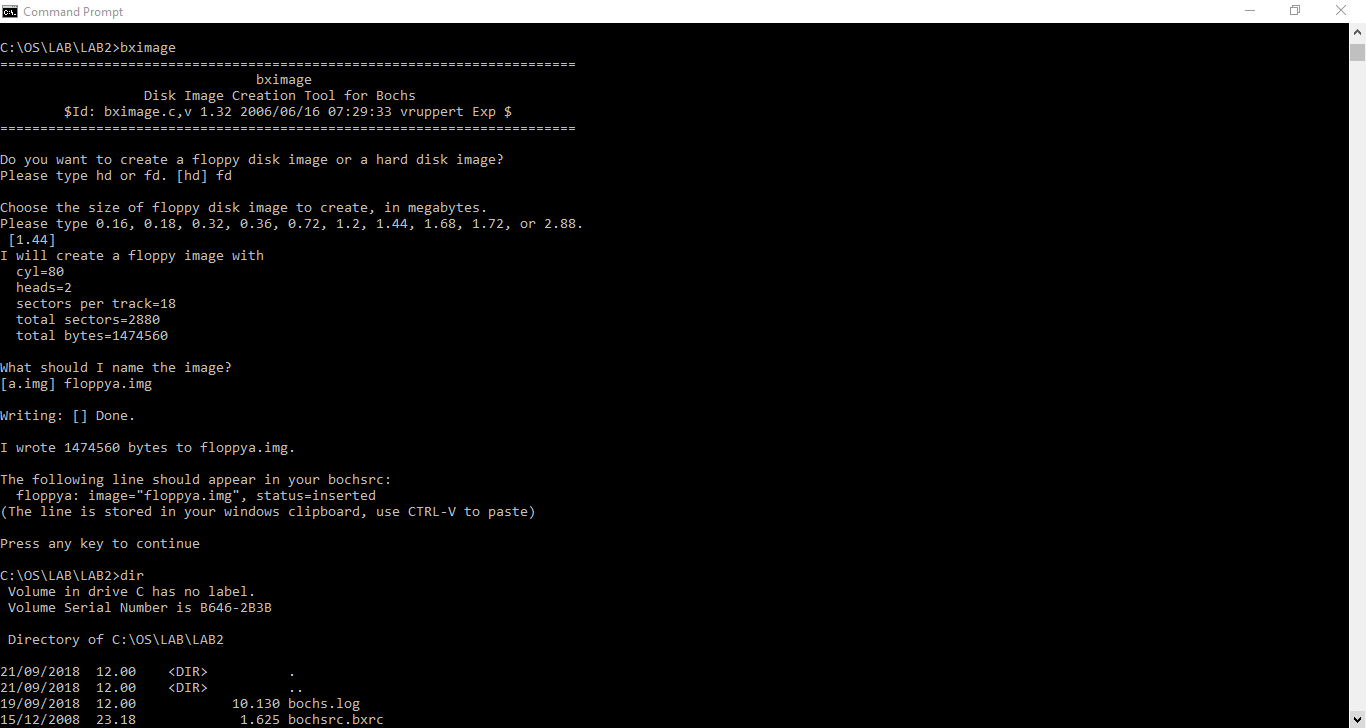 Command Prompt
C:\OS\LAB\LAB2>bximage
========================================================================
bximage
Disk Image Creation Tool for Bochs
$Id: bximage.c,v 1.32 2006/06/16 07:29:33 vruppert Exp $
========================================================================
Do you want to create a floppy disk image or a hard disk image?
Please type hd or fd. [hd] fd
Choose the size of floppy disk image to create, in megabytes.
Please type 0.16, 0.18, 0.32, 0.36, 0.72, 1.2, 1.44, 1.68, 1.72, or 2.88.
[1.44]
I will create a floppy image with
cyl=80
heads=2
sectors per track=18
total sectors=2880
total bytes=1474560
What should I name the image?
[a.img] floppya.img
Writing: [] Done.
I wrote 1474560 bytes to floppya.img.
The following line should appear in your bochsrc:
floppya: image="floppya.img", status=inserted
(The line is stored in your windows clipboard, use CTRL-V to paste)
Press any key to continue
C:\OS\LAB\LAB2>dir
Volume in drive C has no label.
Volume Serial Number is B646-2B3B
Directory of C:\OS\LAB\LAB2
21/09/2018  12.00    <DIR>          .
21/09/2018  12.00    <DIR>          ..
19/09/2018  12.00            10.130 bochs.log
15/12/2008  23.18             1.625 bochsrc.bxrc